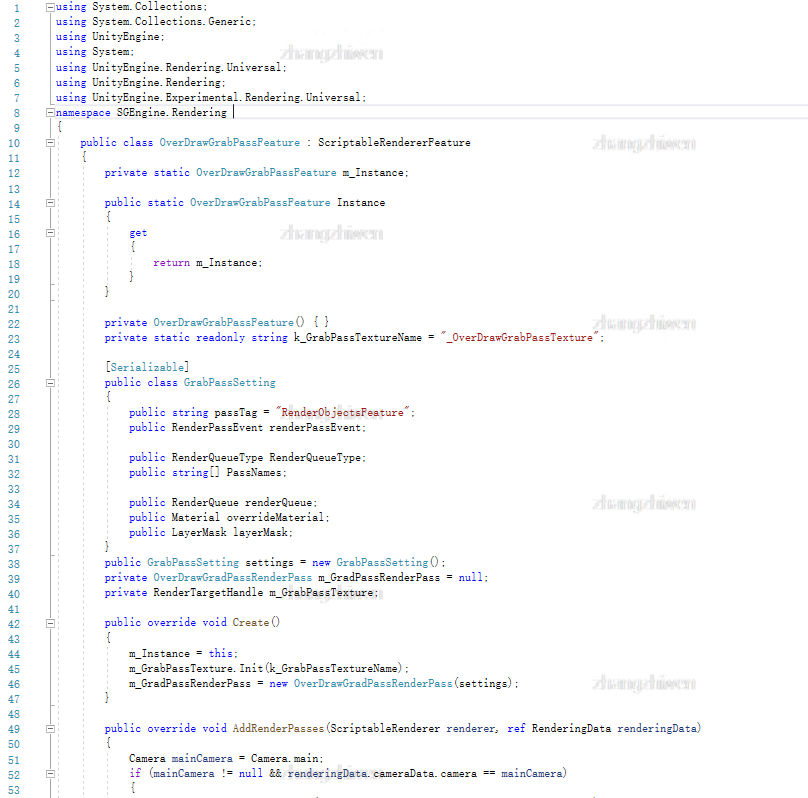 1 using System.Collections;
2 using System.Collections.Generic;
3 using UnityEngine;
4 using System;
5 using UnityEngine.Rendering.Universal;
6 using UnityEngine.Rendering;
7 using UnityEngine.Experimental.Rendering.Universal;
8 namespace SGEngine.Rendering
9 {
10 public class OverDrawGrabPassFeature : ScriptableRendererFeature
11 {
12 private static OverDrawGrabPassFeature m_Instance;
13
14 public static OverDrawGrabPassFeature Instance
15 {
16 get
17 {
18 return m_Instance;
19 }
20 }
21
22 private OverDrawGrabPassFeature() { }
23 private static readonly string k_GrabPassTextureName = "_OverDrawGrabPassTexture";
24
25 [Serializable]
26 public class GrabPassSetting
27 {
28 public string passTag = "RenderObjectsFeature";
29 public RenderPassEvent renderPassEvent;
30
31 public RenderQueueType RenderQueueType;
32 public string[] PassNames;
33
34 public RenderQueue renderQueue;
35 public Material overrideMaterial;
36 public LayerMask layerMask;
37 }
38 public GrabPassSetting settings = new GrabPassSetting();
39 private OverDrawGradPassRenderPass m_GradPassRenderPass = null;
40 private RenderTargetHandle m_GrabPassTexture;
41
42 public override void Create()
43 {
44 m_Instance = this;
45 m_GrabPassTexture.Init(k_GrabPassTextureName);
46 m_GradPassRenderPass = new OverDrawGradPassRenderPass(settings);
47 }
48
49 public override void AddRenderPasses(ScriptableRenderer renderer, ref RenderingData renderingData)
50 {
51 Camera mainCamera = Camera.main;
52 if (mainCamera != null && renderingData.cameraData.camera == mainCamera)
53 {
zhangzhiwen
zhangzhiwen
zhangzhiwen
zhangzhiwen
zhangzhiwen
zhangzhiwen